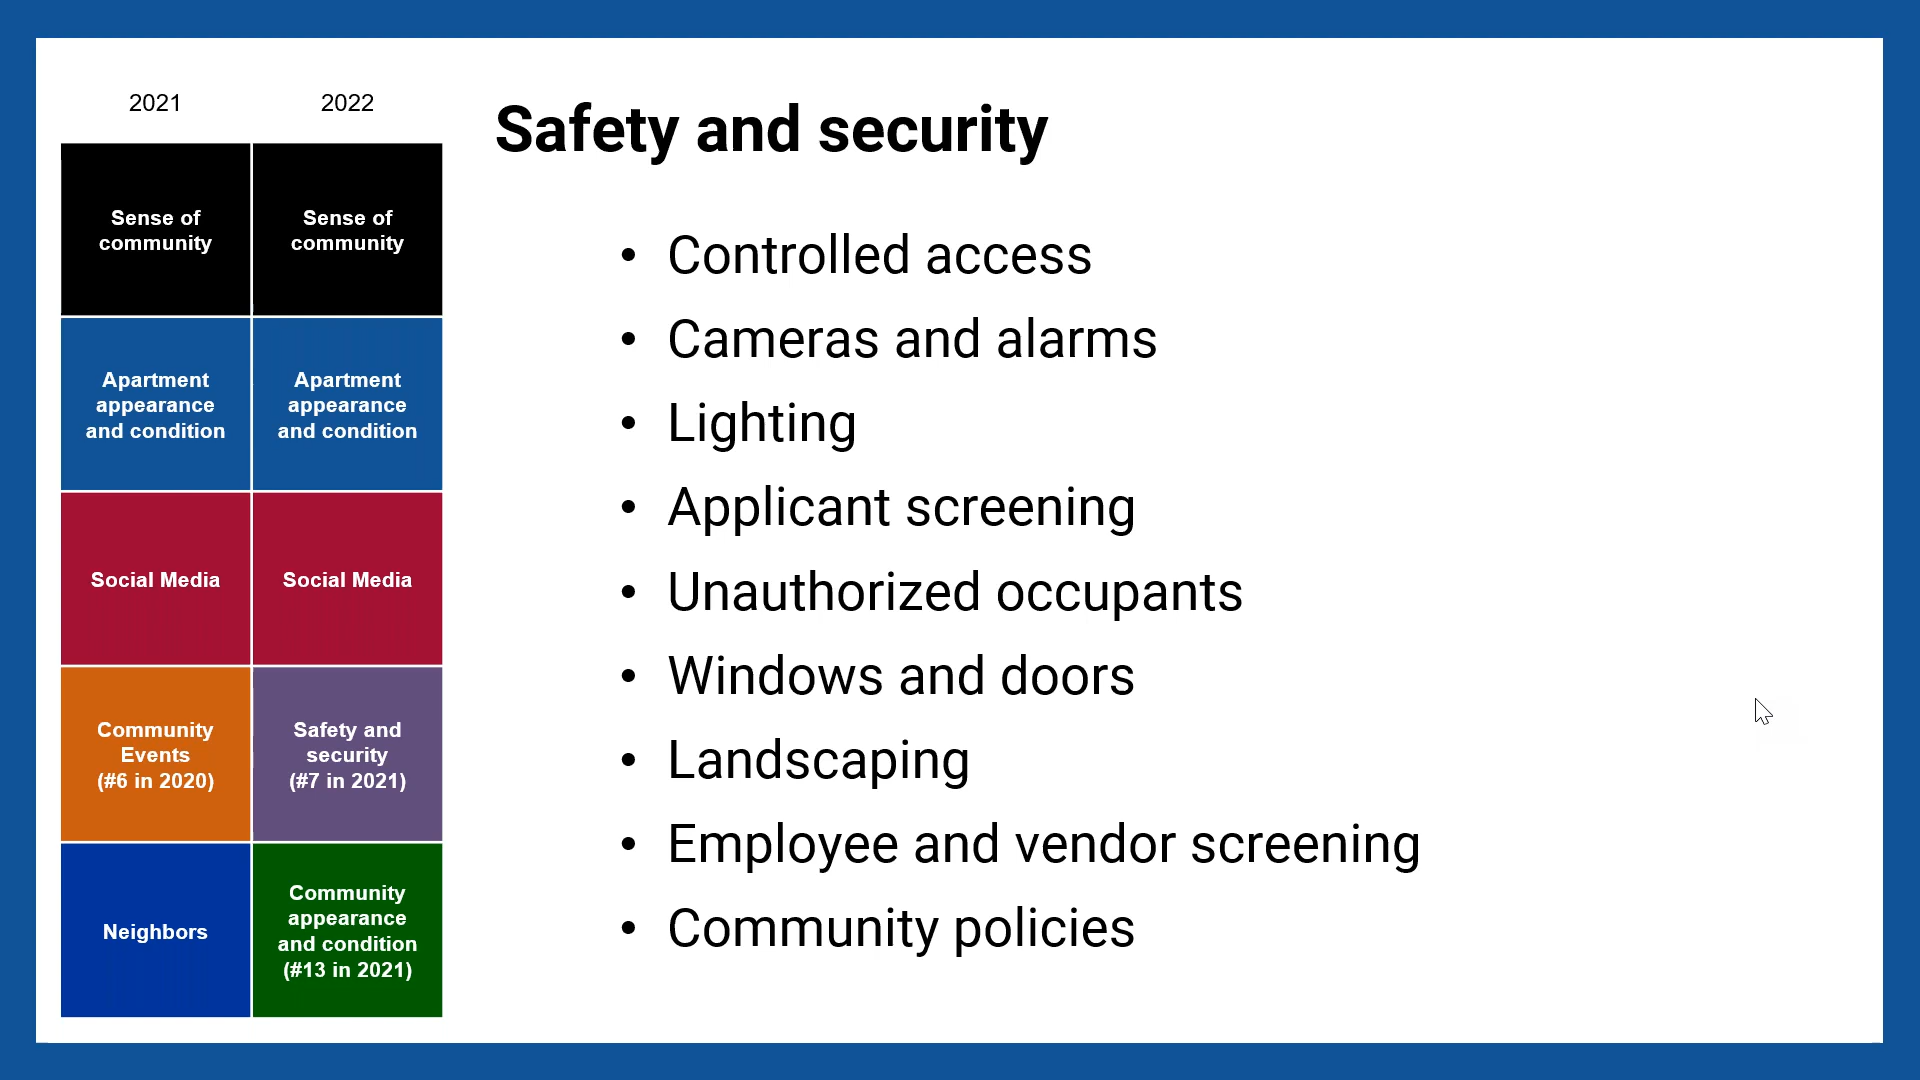 2021
2022
Sense of
community
Sense of
community
Apartment
appearance
and condition
Apartment
appearance
and condition
Social Media
Social Media
Community
Events
(#6 in 2020)
Safety and
security
(#7 in 2021)
Neighbors
Community
appearance
and condition
(#13 in 2021)
Safety and security
• Controlled access
• Cameras and alarms
• Lighting
• Applicant screening
• Unauthorized occupants
• Windows and doors
• Landscaping
• Employee and vendor screening
• Community policies